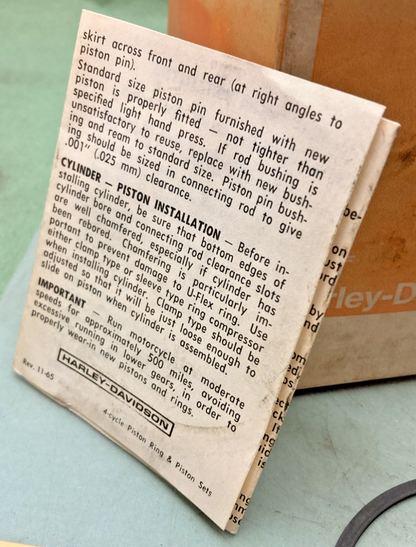 skirt across front and rear (at right angles to
piston pin).
Standard size piston pin furnished with new
piston is properly fitted — not tighter than
specified light hand press. If rod bushing is
unsatisfactory to reuse, replace with new bush-
ing and ream to standard size. Piston pin bush-
ing should be sized in connecting rod to give
.001" (.025 mm) clearance.
CYLINDER — PISTON INSTALLATION — Before in-
stalling cylinder, be sure that bottom edges of
cylinder bore and connecting rod clearance slots
are well chamfered, especially if cylinder has
been rebored. Chamfering is particularly im-
portant to prevent damage to U-Flex ring. Use
either clamp type or sleeve type ring compressor
when installing cylinder. Clamp type should be
adjusted so that it will be just loose enough to
slide on piston when cylinder is assembled.
IMPORTANT — Run motorcycle at moderate
speeds for approximately 500 miles, avoiding
excessive running in lower gears, in order to
properly wear-in new pistons and rings.
HARLEY-DAVIDSON
Rev. 11-65
4-cycle Piston Ring & Piston Sets
rley-D